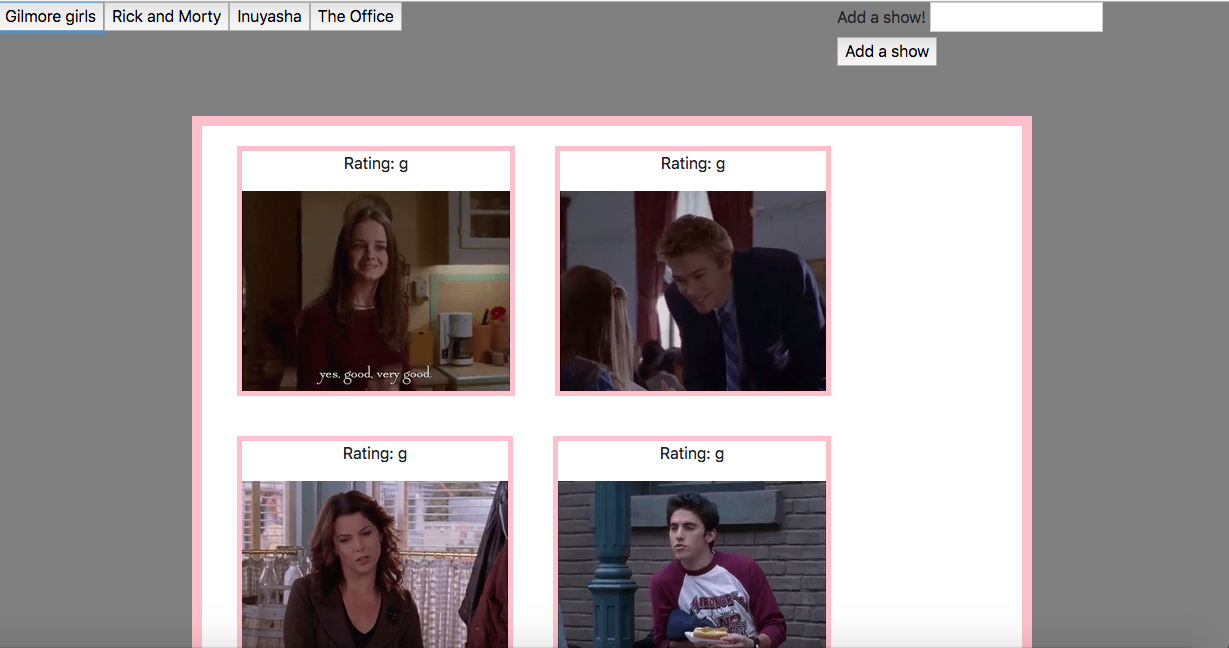 Gilmore girls Rick and Morty Inuyasha The Office
Add a show!
Add a show
Rating: g Rating: g
yes, good, very good.
Rating: g Rating: g